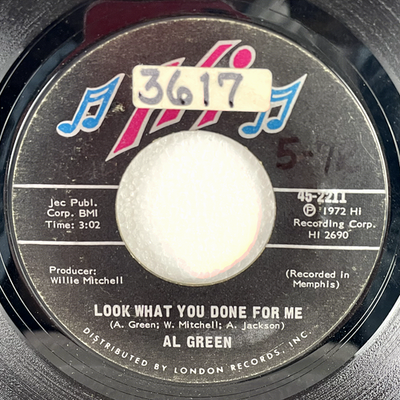 3617
Hi
5-
Jec Publ.
Corp. BMI
Time: 3:02
45-2211
℗ 1972 Hi
Recording Corp.
HI 2690
Producer:
Willie Mitchell
(Recorded in
Memphis)
LOOK WHAT YOU DONE FOR ME
(A. Green; W. Mitchell; A. Jackson)
AL GREEN
DISTRIBUTED BY LONDON RECORDS, INC.